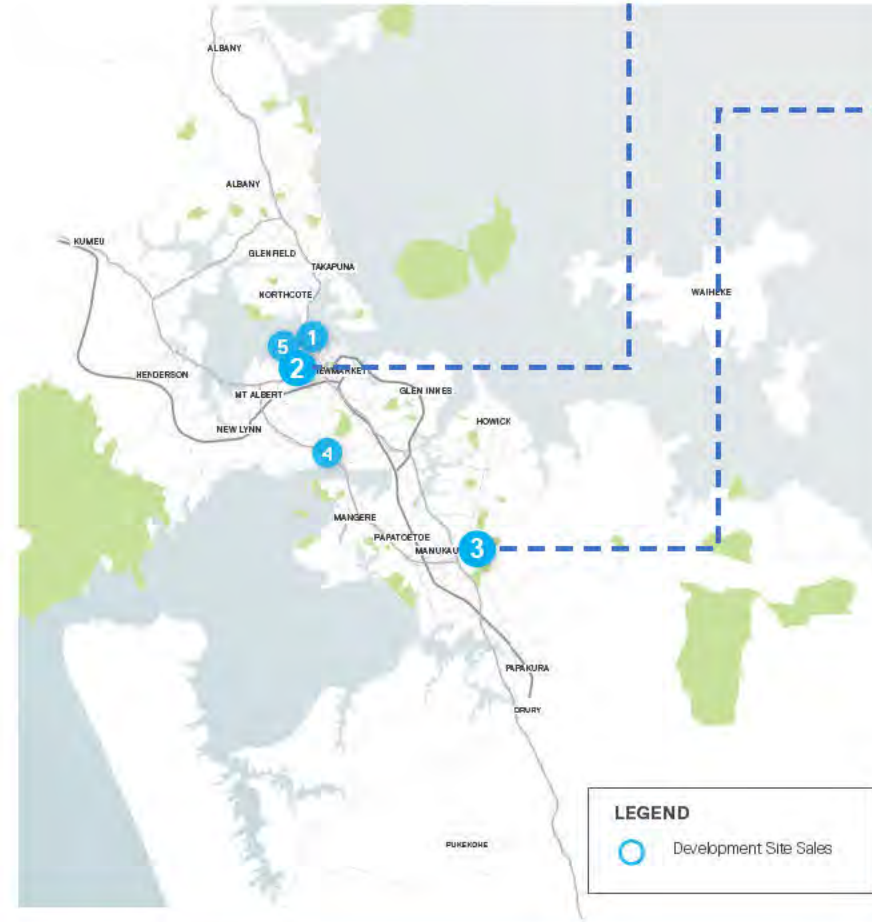 ALBANY
ALBANY
KUMEU
GLENFIELD
TAKAPUNA
NORTHCOTE
WAIHEKE
1
5
2
NEWMARKET
HENDERSON
MT ALBERT
GLEN INNES
HOWICK
NEW LYNN
4
MANGERE
PAPATOETOE
MANUKAU
3
PAPAKURA
DRURY
PUKEKOHE
LEGEND
Development Site Sales